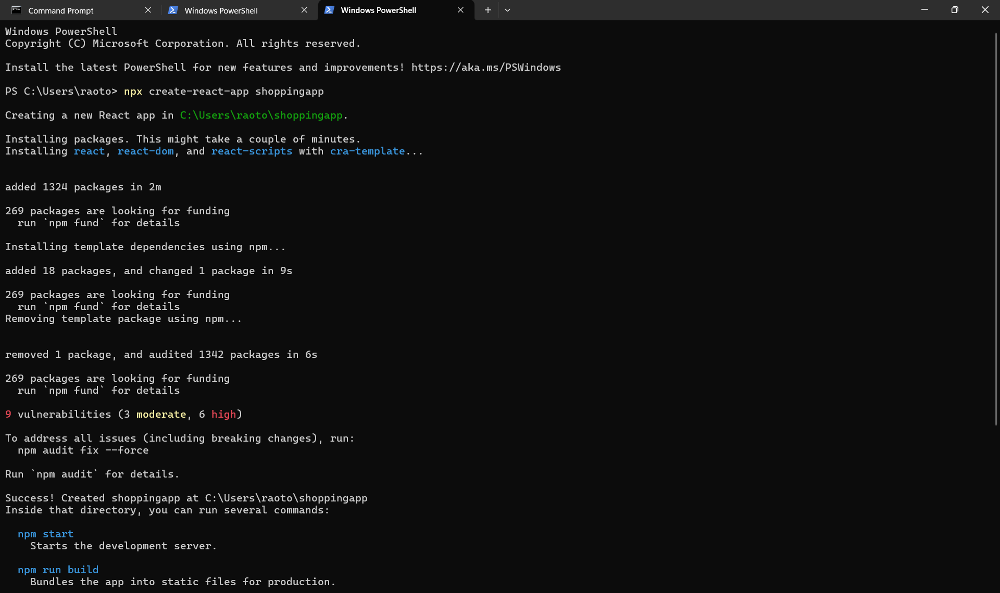 Command Prompt
Windows PowerShell
Windows PowerShell
Windows PowerShell
Copyright (C) Microsoft Corporation. All rights reserved.
Install the latest PowerShell for new features and improvements! https://aka.ms/PSWindows
PS C:\Users\raoto> npx create-react-app shoppingapp
Creating a new React app in C:\Users\raoto\shoppingapp.
Installing packages. This might take a couple of minutes.
Installing react, react-dom, and react-scripts with cra-template...
added 1324 packages in 2m
269 packages are looking for funding
  run `npm fund` for details
Installing template dependencies using npm...
added 18 packages, and changed 1 package in 9s
269 packages are looking for funding
  run `npm fund` for details
Removing template package using npm...
removed 1 package, and audited 1342 packages in 6s
269 packages are looking for funding
  run `npm fund` for details
9 vulnerabilities (3 moderate, 6 high)
To address all issues (including breaking changes), run:
  npm audit fix --force
Run `npm audit` for details.
Success! Created shoppingapp at C:\Users\raoto\shoppingapp
Inside that directory, you can run several commands:
  npm start
    Starts the development server.
  npm run build
    Bundles the app into static files for production.